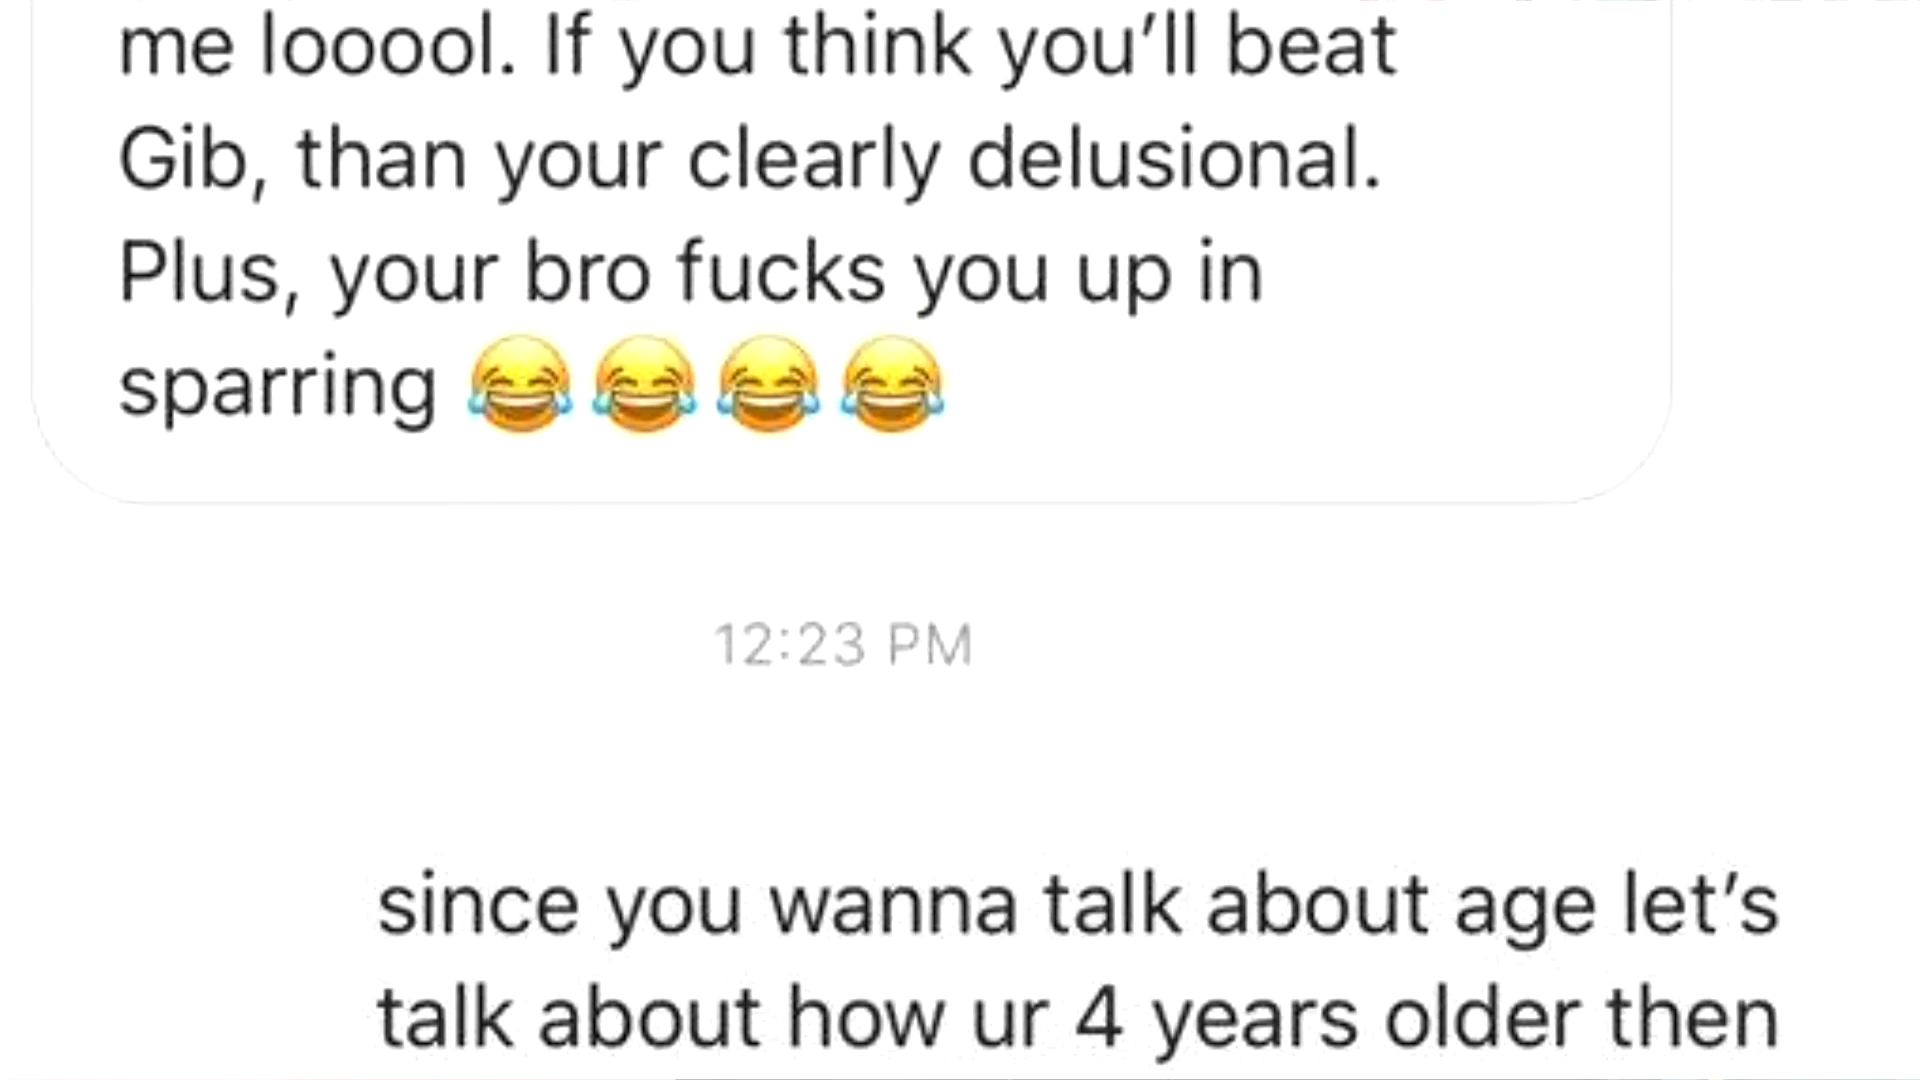 me looool. If you think you’ll beat
Gib, than your clearly delusional.
Plus, your bro fucks you up in
sparring 😂😂😂😂
12:23 PM
since you wanna talk about age let’s
talk about how ur 4 years older then